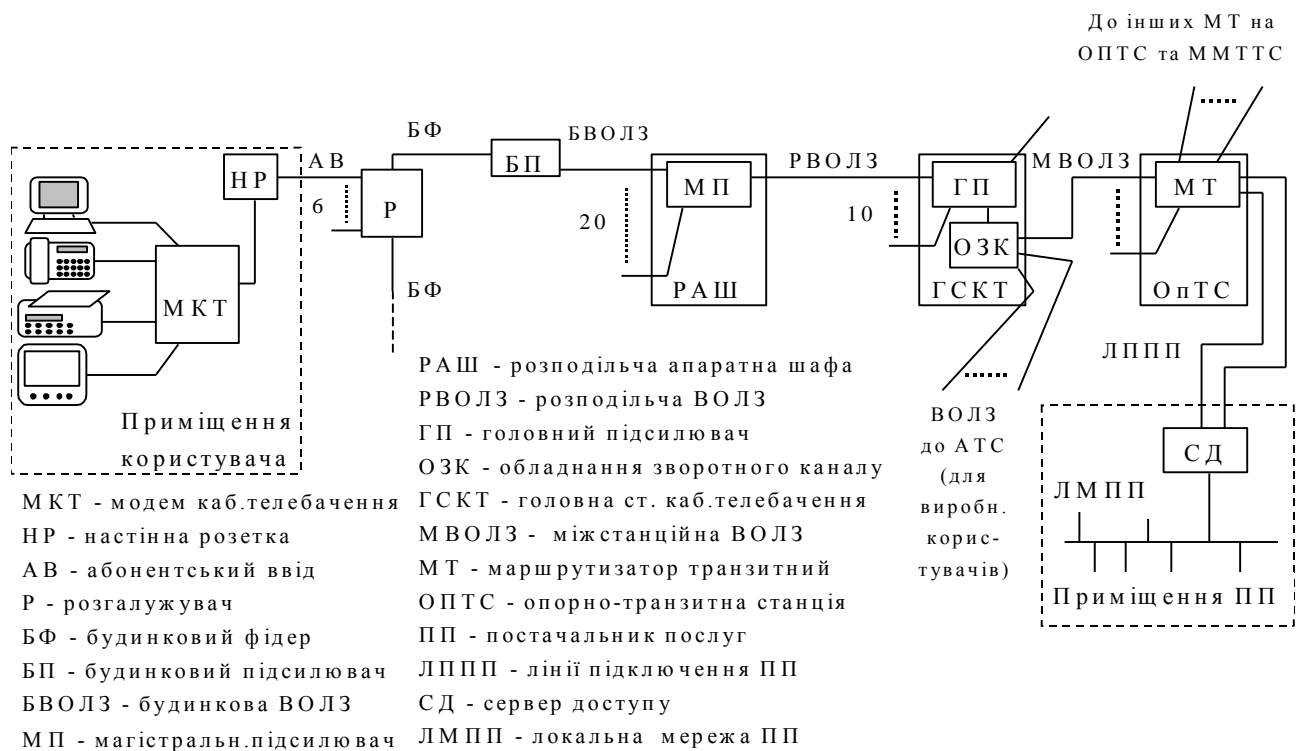 До інших МТ на
ОПТС та ММТТС
БФ
БП
БВОЛЗ
АВ
НР
6
Р
20
МП
РВОЛЗ
10
ГП
МВОЛЗ
МТ
ОЗК
МКТ
БФ
РАШ
ГСКТ
ОпТС
ЛППП
Приміщення
користувача
ВОЛЗ
до АТС
(для
виробн.
корис-
тувачів)
СД
ЛМПП
Приміщення ПП
МКТ - модем каб.телебачення
НР - настінна розетка
АВ - абонентський ввід
Р - розгалужувач
БФ - будинковий фідер
БП - будинковий підсилювач
БВОЛЗ - будинкова ВОЛЗ
МП - магістральн.підсилювач
РАШ - розподільча апаратна шафа
РВОЛЗ - розподільча ВОЛЗ
ГП - головний підсилювач
ОЗК - обладнання зворотного каналу
ГСКТ - головна ст. каб.телебачення
МВОЛЗ - міжстанційна ВОЛЗ
МТ - маршрутизатор транзитний
ОПТС - опорно-транзитна станція
ПП - постачальник послуг
ЛППП - лінії підключення ПП
СД - сервер доступу
ЛМПП - локальна мережа ПП